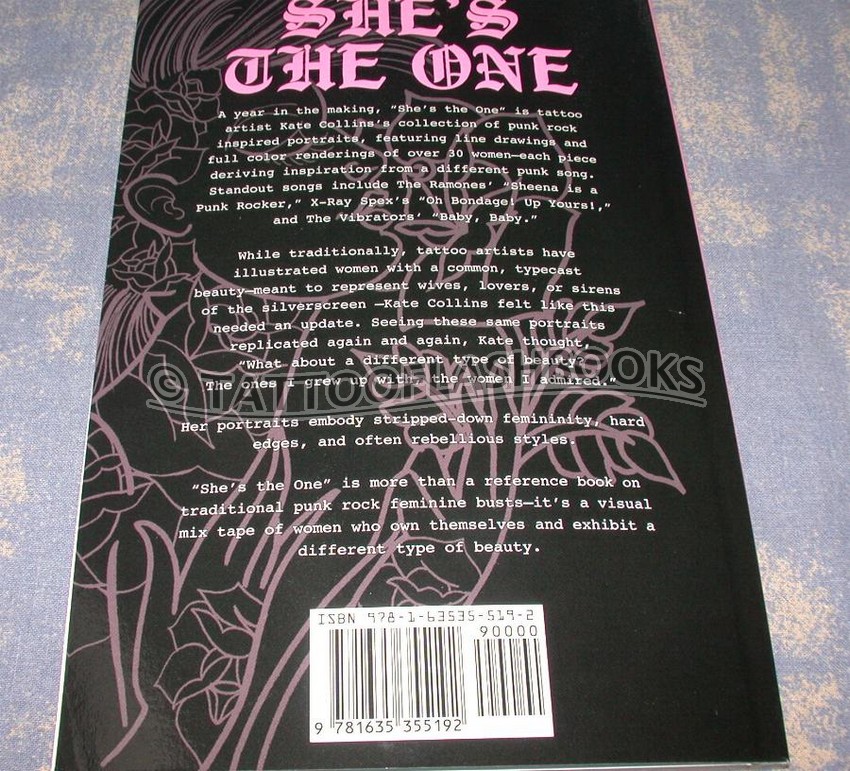 SHE'S
THE ONE
A year in the making, "She's the One" is tattoo
artist Kate Collins's collection of punk rock
inspired portraits, featuring line drawings and
full color renderings of over 30 women—each piece
deriving inspiration from a different punk song.
Standout songs include The Ramones' "Sheena is a
Punk Rocker," X-Ray Spex's "Oh Bondage! Up Yours!,"
and The Vibrators' "Baby, Baby."
While traditionally, tattoo artists have
illustrated women with a common, typecast
beauty—meant to represent wives, lovers, or sirens
of the silverscreen —Kate Collins felt like this
needed an update. Seeing these same portraits
replicated again and again, Kate thought,
"What about a different type of beauty?
The ones I grew up with, the women I admired."
© TATTOOFLASHBOOKS
Her portraits embody stripped-down femininity, hard
edges, and often rebellious styles.
"She's the One" is more than a reference book on
traditional punk rock feminine busts—it's a visual
mix tape of women who own themselves and exhibit a
different type of beauty.
ISBN 978-1-63535-519-2
90000
9 781635 355192